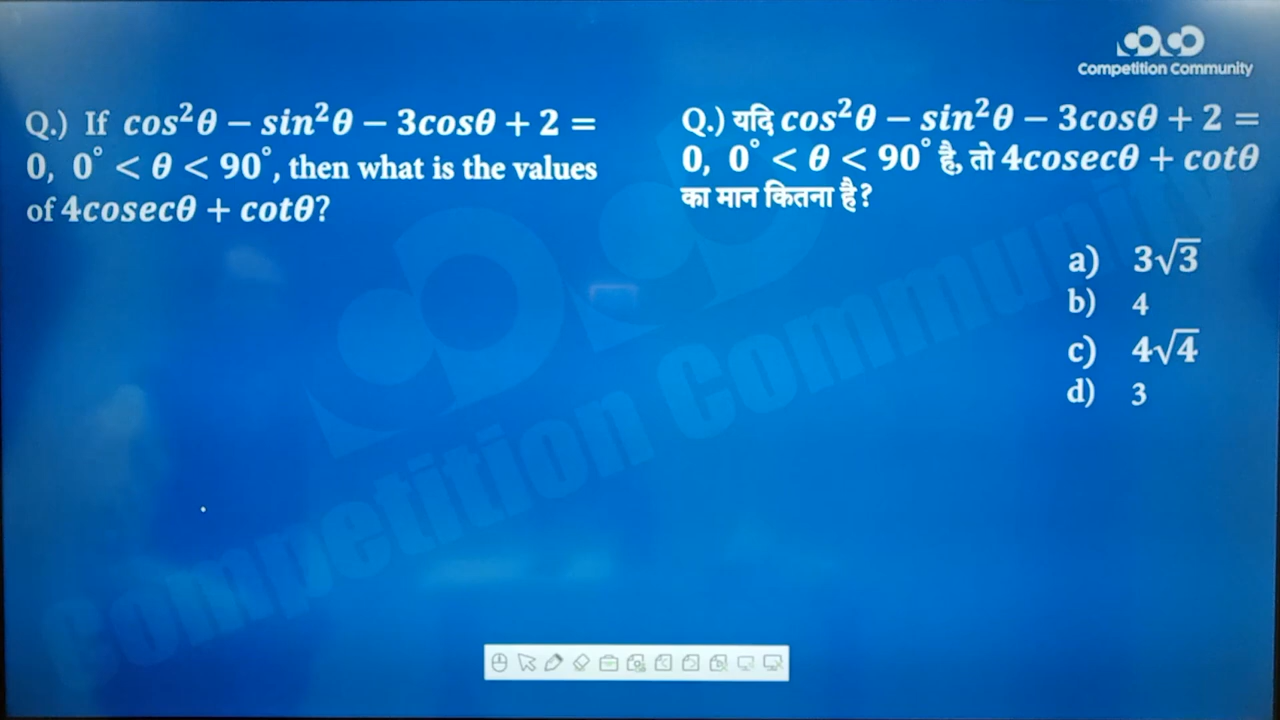 Competition Community
Q.) If cos²θ − sin²θ − 3cosθ + 2 =
0, 0° < θ < 90°, then what is the values
of 4cosecθ + cotθ?
Q.) यदि cos²θ − sin²θ − 3cosθ + 2 =
0, 0° < θ < 90° है, तो 4cosecθ + cotθ
का मान कितना है?
a) 3√3
b) 4
c) 4√4
d) 3
Competition Community